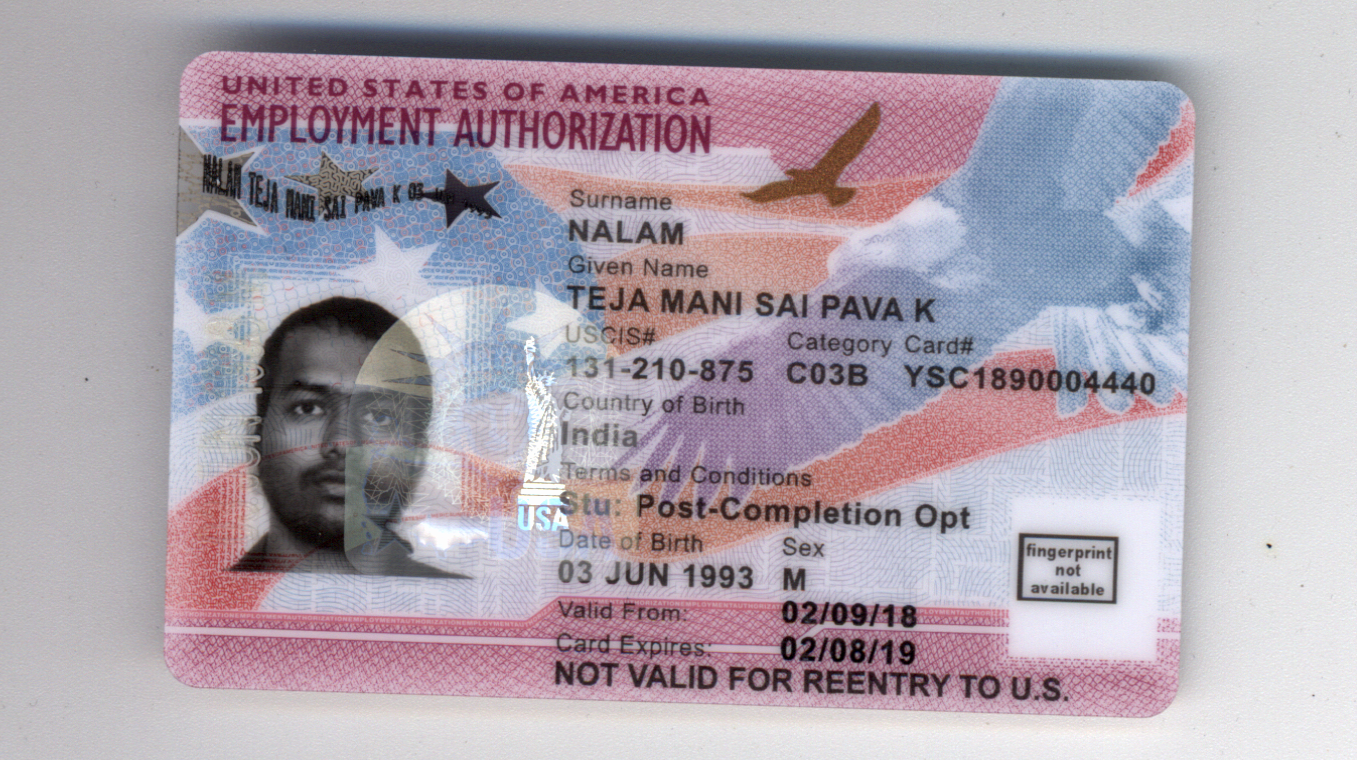 UNITED STATES OF AMERICA
EMPLOYMENT AUTHORIZATION
NALAM TEJA MANI SAI PAVA K 03
Surname
NALAM
Given Name
TEJA MANI SAI PAVA K
USCIS# Category Card#
131-210-875 C03B YSC1890004440
Country of Birth
India
Terms and Conditions
Stu: Post-Completion Opt
USA
Date of Birth Sex
03 JUN 1993 M
fingerprint
not
available
Valid From: 02/09/18
Card Expires: 02/08/19
NOT VALID FOR REENTRY TO U.S.